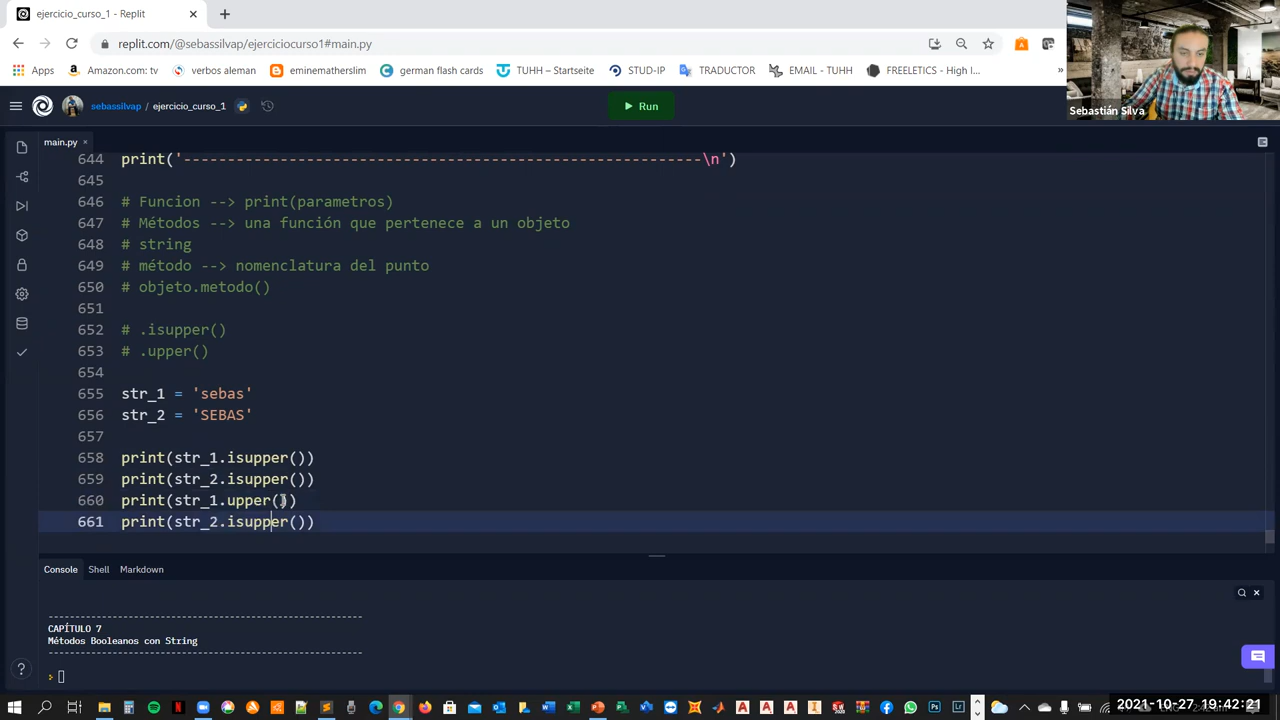 ejercicio_curso_1 - Replit
replit.com/@sebassilvap/ejerciciocurso1#main.py
Apps
Amazon.com: tv
verbos aleman
eminematherslim
german flash cards
TUHH – Startseite
STUD-IP
TRADUCTOR
EMAIL - TUHH
FREELETICS - High I...
»
Sebastián Silva
sebassilvap / ejercicio_curso_1
Run
main.py
644 print('-----------------------------------------------------------\n')
645
646 # Funcion --> print(parametros)
647 # Métodos --> una función que pertenece a un objeto
648 # string
649 # método --> nomenclatura del punto
650 # objeto.metodo()
651
652 # .isupper()
653 # .upper()
654
655 str_1 = 'sebas'
656 str_2 = 'SEBAS'
657
658 print(str_1.isupper())
659 print(str_2.isupper())
660 print(str_1.upper())
661 print(str_2.isupper())
Console Shell Markdown
-----------------------------------------------------------
CAPÍTULO 7
Métodos Booleanos con String
-----------------------------------------------------------
2021-10-27 19:42:21